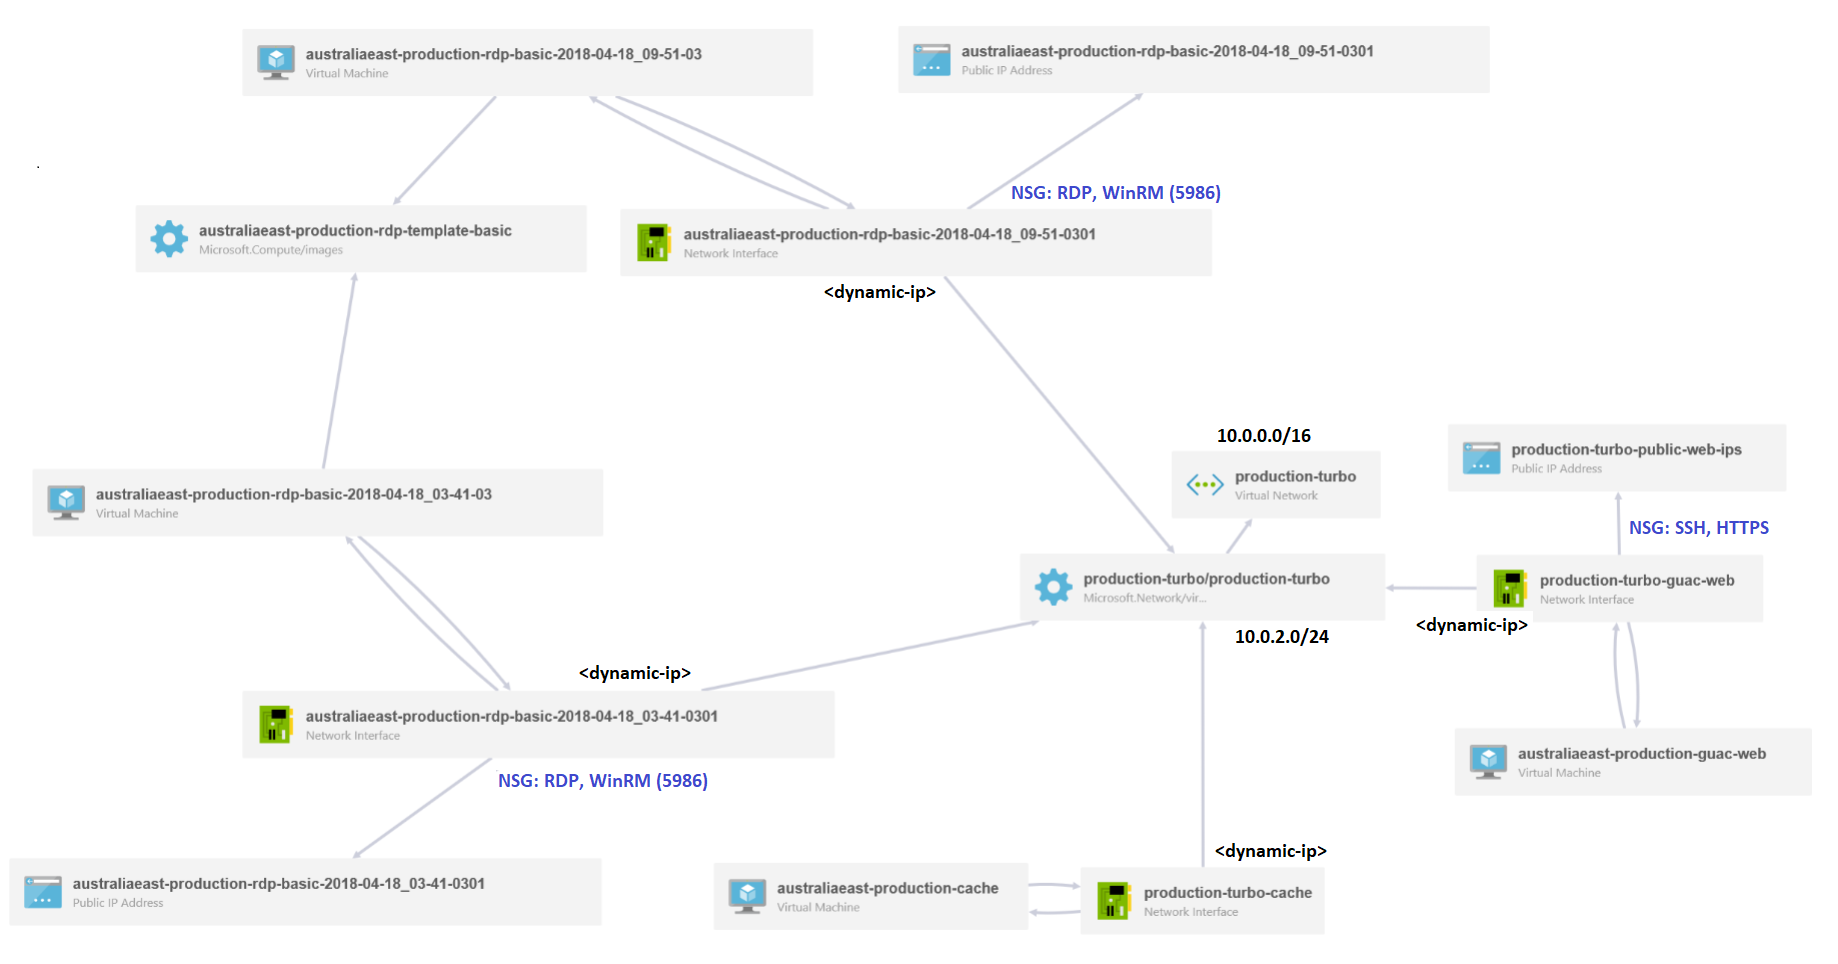 australiaeast-production-rdp-basic-2018-04-18_09-51-03
Virtual Machine
australiaeast-production-rdp-basic-2018-04-18_09-51-0301
Public IP Address
NSG: RDP, WinRM (5986)
australiaeast-production-rdp-template-basic
Microsoft.Compute/images
australiaeast-production-rdp-basic-2018-04-18_09-51-0301
Network Interface
<dynamic-ip>
10.0.0.0/16
production-turbo
Virtual Network
production-turbo-public-web-ips
Public IP Address
australiaeast-production-rdp-basic-2018-04-18_03-41-03
Virtual Machine
NSG: SSH, HTTPS
production-turbo/production-turbo
Microsoft.Network/vir...
10.0.2.0/24
production-turbo-guac-web
Network Interface
<dynamic-ip>
<dynamic-ip>
australiaeast-production-rdp-basic-2018-04-18_03-41-0301
Network Interface
NSG: RDP, WinRM (5986)
australiaeast-production-guac-web
Virtual Machine
<dynamic-ip>
australiaeast-production-rdp-basic-2018-04-18_03-41-0301
Public IP Address
australiaeast-production-cache
Virtual Machine
production-turbo-cache
Network Interface